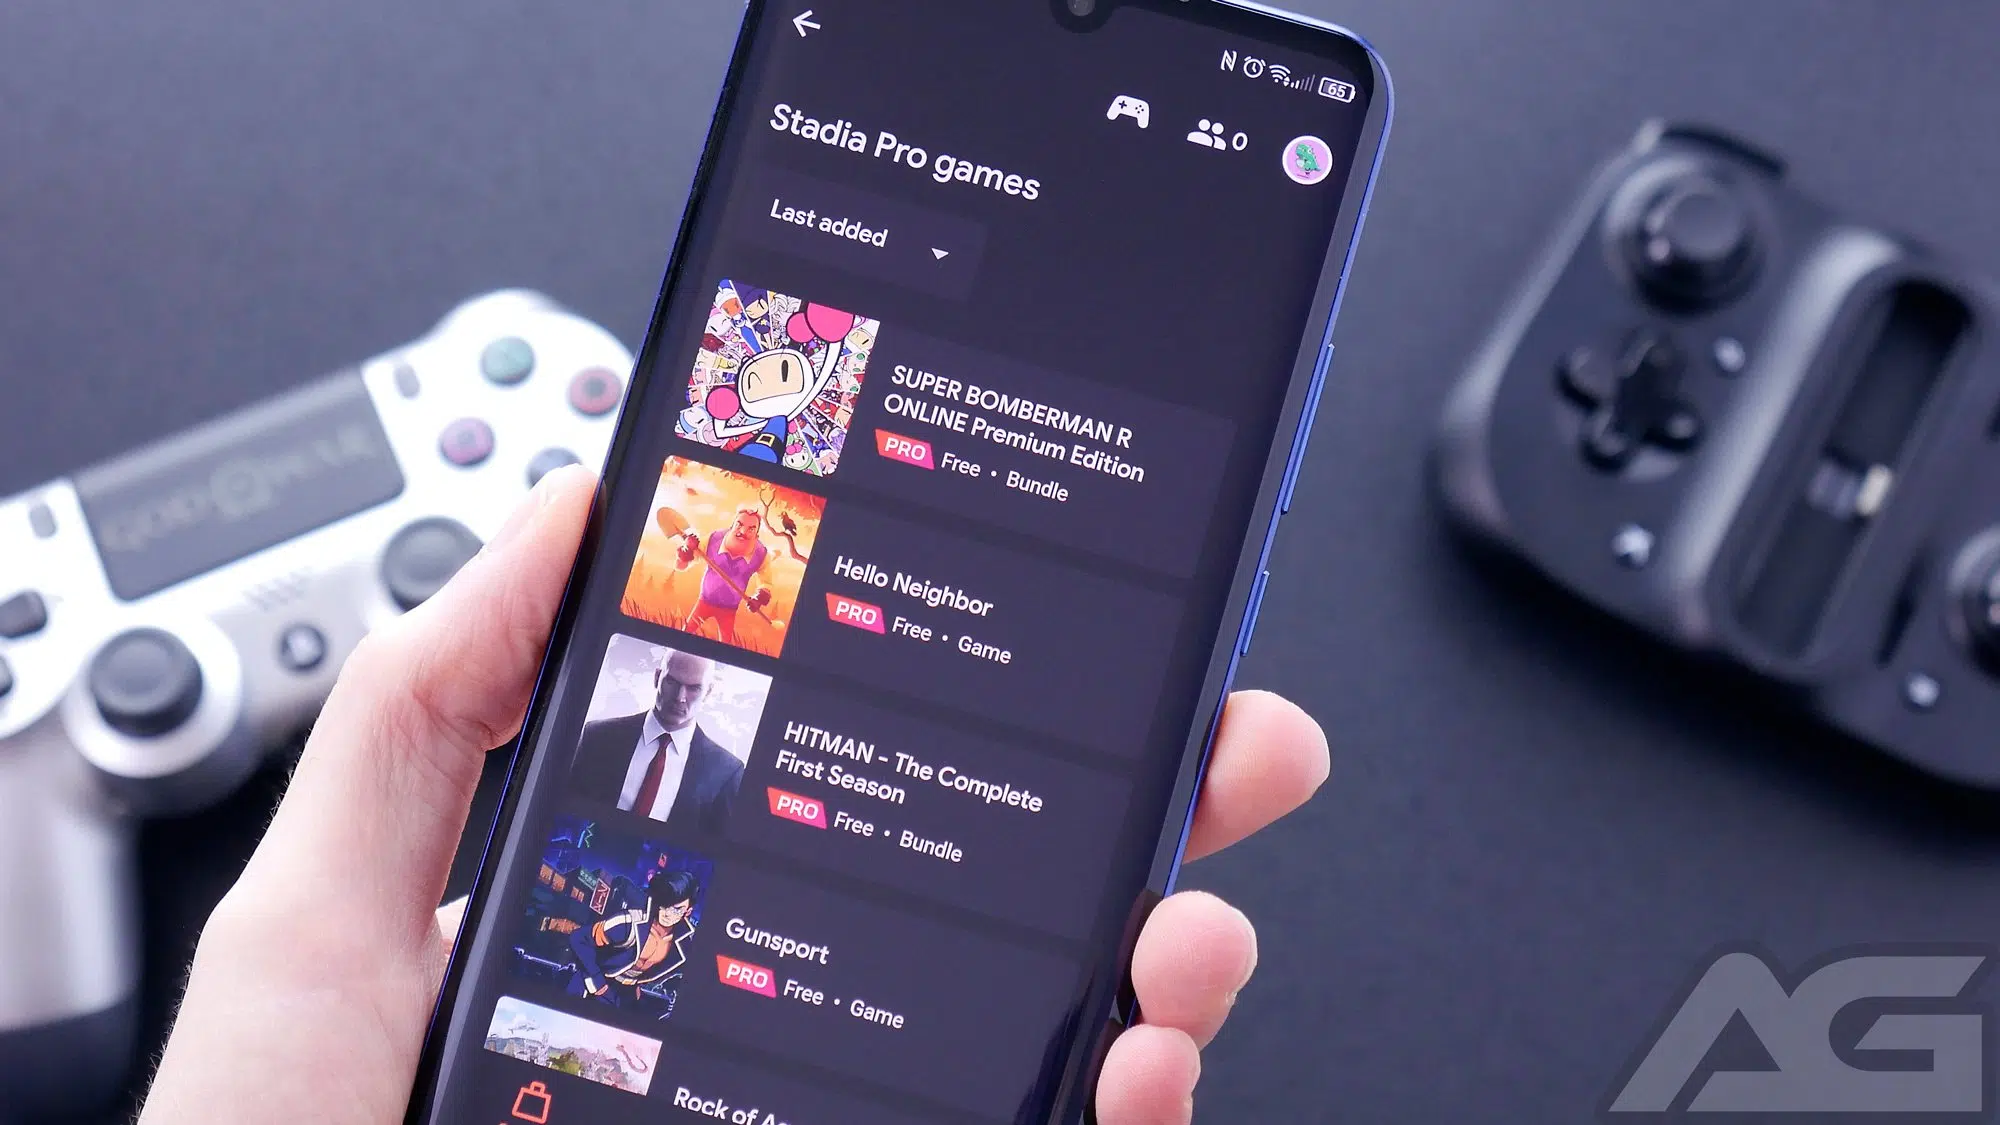 65
0
Stadia Pro games
Last added
SUPER BOMBERMAN R
ONLINE Premium Edition
PRO Free • Bundle
Hello Neighbor
PRO Free • Game
HITMAN - The Complete
First Season
PRO Free • Bundle
Gunsport
PRO Free • Game
Rock of
AG